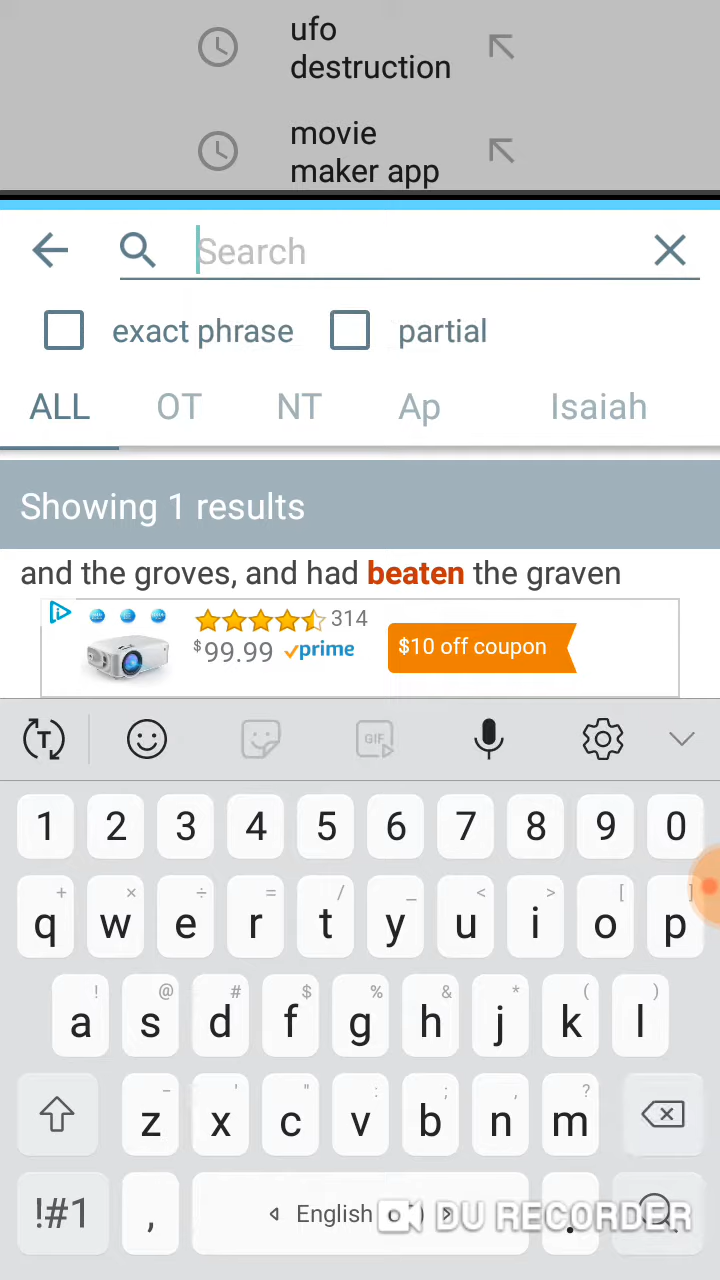 ufo
destruction
movie
maker app
Search
exact phrase
partial
ALL OT NT Ap Isaiah
Showing 1 results
and the groves, and had beaten the graven
314
$99.99 prime
$10 off coupon
T GIF
1 2 3 4 5 6 7 8 9 0
+ × ÷ = / _ < > [ ]
q w e r t y u i o p
! @ # $ % & * ( )
a s d f g h j k l
- ' " : ; , ?
z x c v b n m
!#1 , English DU RECORDER .